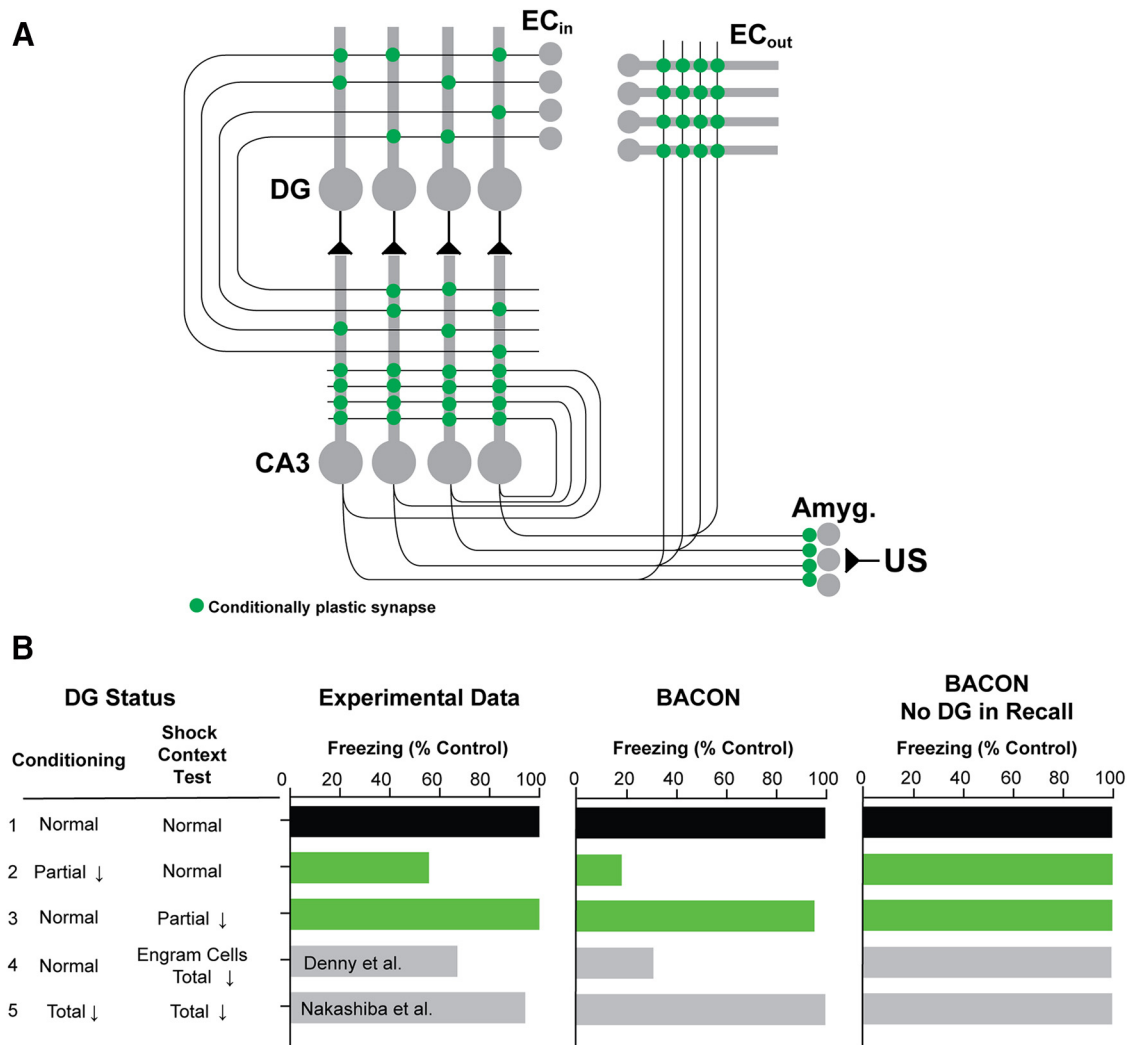 A
ECin
ECout
DG
CA3
Amyg.
US
Conditionally plastic synapse
B
DG Status
Experimental Data
BACON
BACON
No DG in Recall
Conditioning
Shock
Context
Test
Freezing (% Control)
Freezing (% Control)
Freezing (% Control)
0 20 40 60 80 100
0 20 40 60 80 100
0 20 40 60 80 100
1 Normal Normal
2 Partial ↓ Normal
3 Normal Partial ↓
4 Normal Engram Cells
Total ↓
Denny et al.
5 Total ↓ Total ↓
Nakashiba et al.